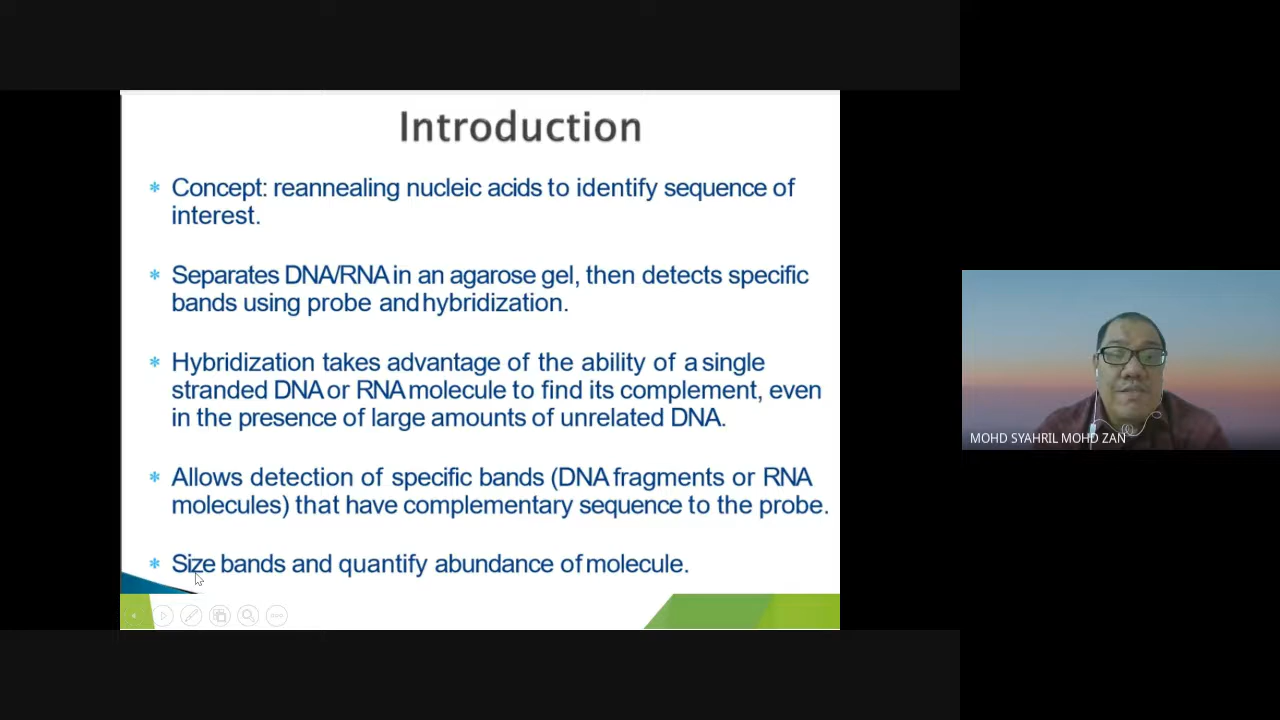 Introduction
* Concept: reannealing nucleic acids to identify sequence of
interest.
* Separates DNA/RNA in an agarose gel, then detects specific
bands using probe and hybridization.
* Hybridization takes advantage of the ability of a single
stranded DNA or RNA molecule to find its complement, even
in the presence of large amounts of unrelated DNA.
* Allows detection of specific bands (DNA fragments or RNA
molecules) that have complementary sequence to the probe.
* Size bands and quantify abundance of molecule.
MOHD SYAHRIL MOHD ZAN